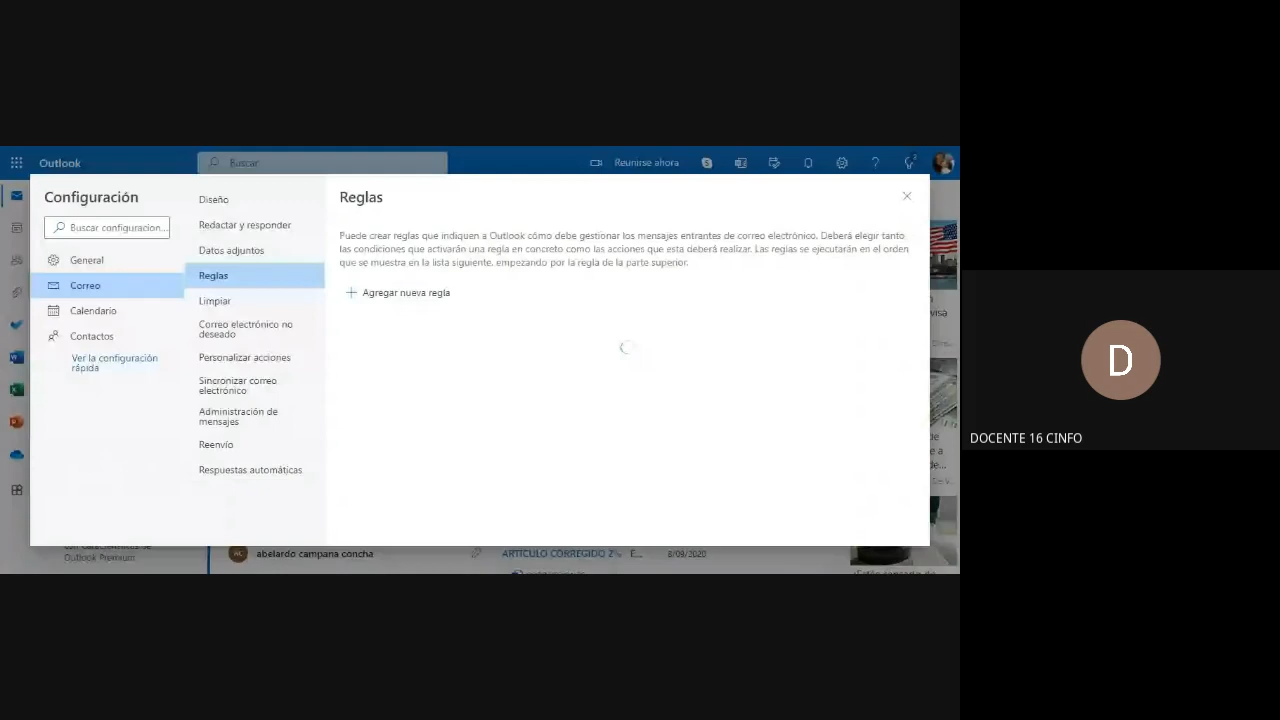 Outlook
Buscar
Reunirse ahora
Configuración
Buscar configuracion...
General
Correo
Calendario
Contactos
Ver la configuración
rápida
Diseño
Redactar y responder
Datos adjuntos
Reglas
Limpiar
Correo electrónico no
deseado
Personalizar acciones
Sincronizar correo
electrónico
Administración de
mensajes
Reenvío
Respuestas automáticas
Reglas
Puede crear reglas que indiquen a Outlook cómo debe gestionar los mensajes entrantes de correo electrónico. Deberá elegir tanto
las condiciones que activarán una regla en concreto como las acciones que esta deberá realizar. Las reglas se ejecutarán en el orden
que se muestra en la lista siguiente, empezando por la regla de la parte superior.
Agregar nueva regla
Outlook Premium
abelardo campana concha
ARTICULO CORREGIDO 2
8/09/2020
D
DOCENTE 16 CINFO